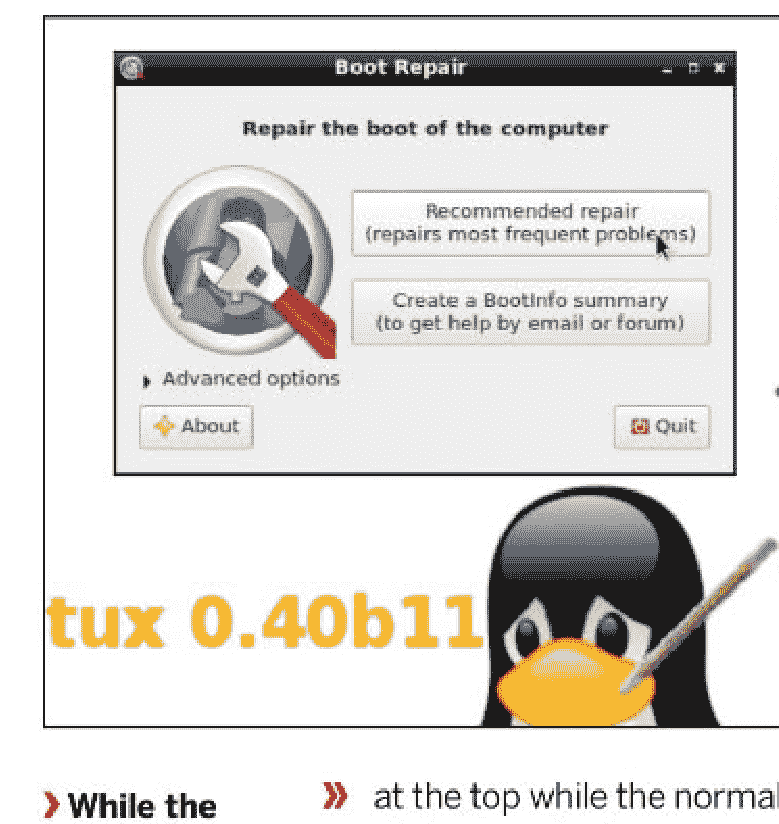 Boot Repair
Repair the boot of the computer
Recommended repair
(repairs most frequent problems)
Create a BootInfo summary
(to get help by email or forum)
Advanced options
About
Quit
tux 0.40b11
While the
at the top while the normal